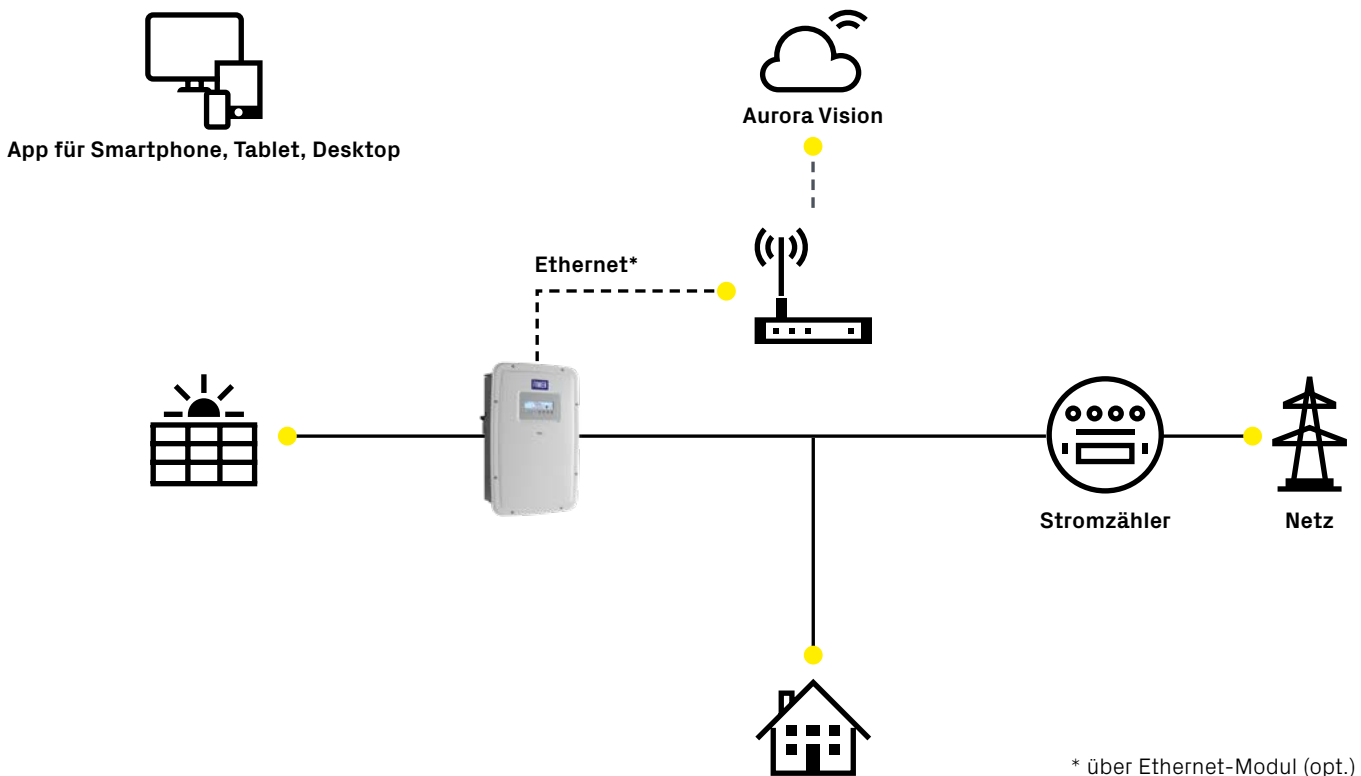 Aurora Vision
App für Smartphone, Tablet, Desktop
Ethernet*
Stromzähler
Netz
* über Ethernet-Modul (opt.)